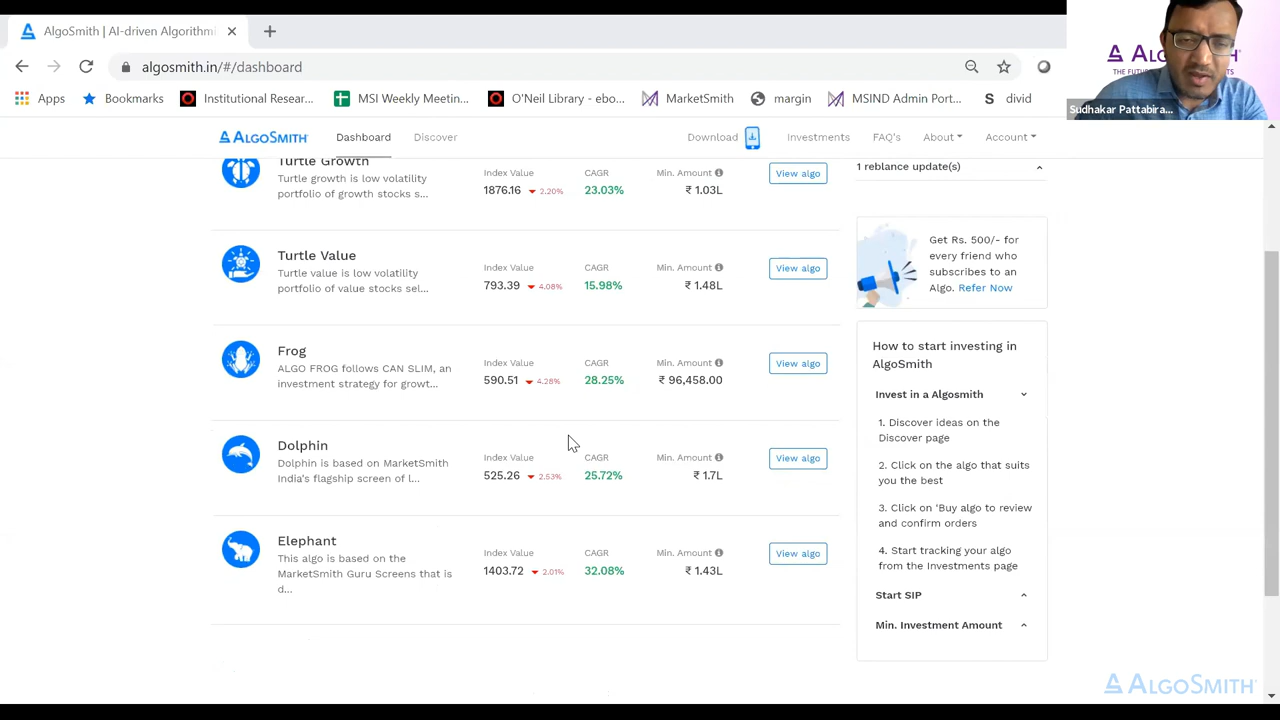 AlgoSmith | AI-driven Algorithmi
algosmith.in/#/dashboard
Apps
Bookmarks
Institutional Resear...
MSI Weekly Meetin...
O'Neil Library - ebo...
MarketSmith
margin
MSIND Admin Port...
divid
ALGOSMITH
THE FUTURE
Sudhakar Pattabira...
ALGOSMITH
Dashboard
Discover
Download
Investments
FAQ's
About
Account
Turtle Growth
Turtle growth is low volatility
portfolio of growth stocks s...
Index Value
1876.16 2.20%
CAGR
23.03%
Min. Amount
₹ 1.03L
View algo
Turtle Value
Turtle value is low volatility
portfolio of value stocks sel...
Index Value
793.39 4.08%
CAGR
15.98%
Min. Amount
₹ 1.48L
View algo
Frog
ALGO FROG follows CAN SLIM, an
investment strategy for growt...
Index Value
590.51 4.28%
CAGR
28.25%
Min. Amount
₹ 96,458.00
View algo
Dolphin
Dolphin is based on MarketSmith
India's flagship screen of l...
Index Value
525.26 2.53%
CAGR
25.72%
Min. Amount
₹ 1.7L
View algo
Elephant
This algo is based on the
MarketSmith Guru Screens that is
d...
Index Value
1403.72 2.01%
CAGR
32.08%
Min. Amount
₹ 1.43L
View algo
1 reblance update(s)
Get Rs. 500/- for
every friend who
subscribes to an
Algo. Refer Now
How to start investing in
AlgoSmith
Invest in a Algosmith
1. Discover ideas on the
Discover page
2. Click on the algo that suits
you the best
3. Click on 'Buy algo to review
and confirm orders
4. Start tracking your algo
from the Investments page
Start SIP
Min. Investment Amount
ALGOSMITH